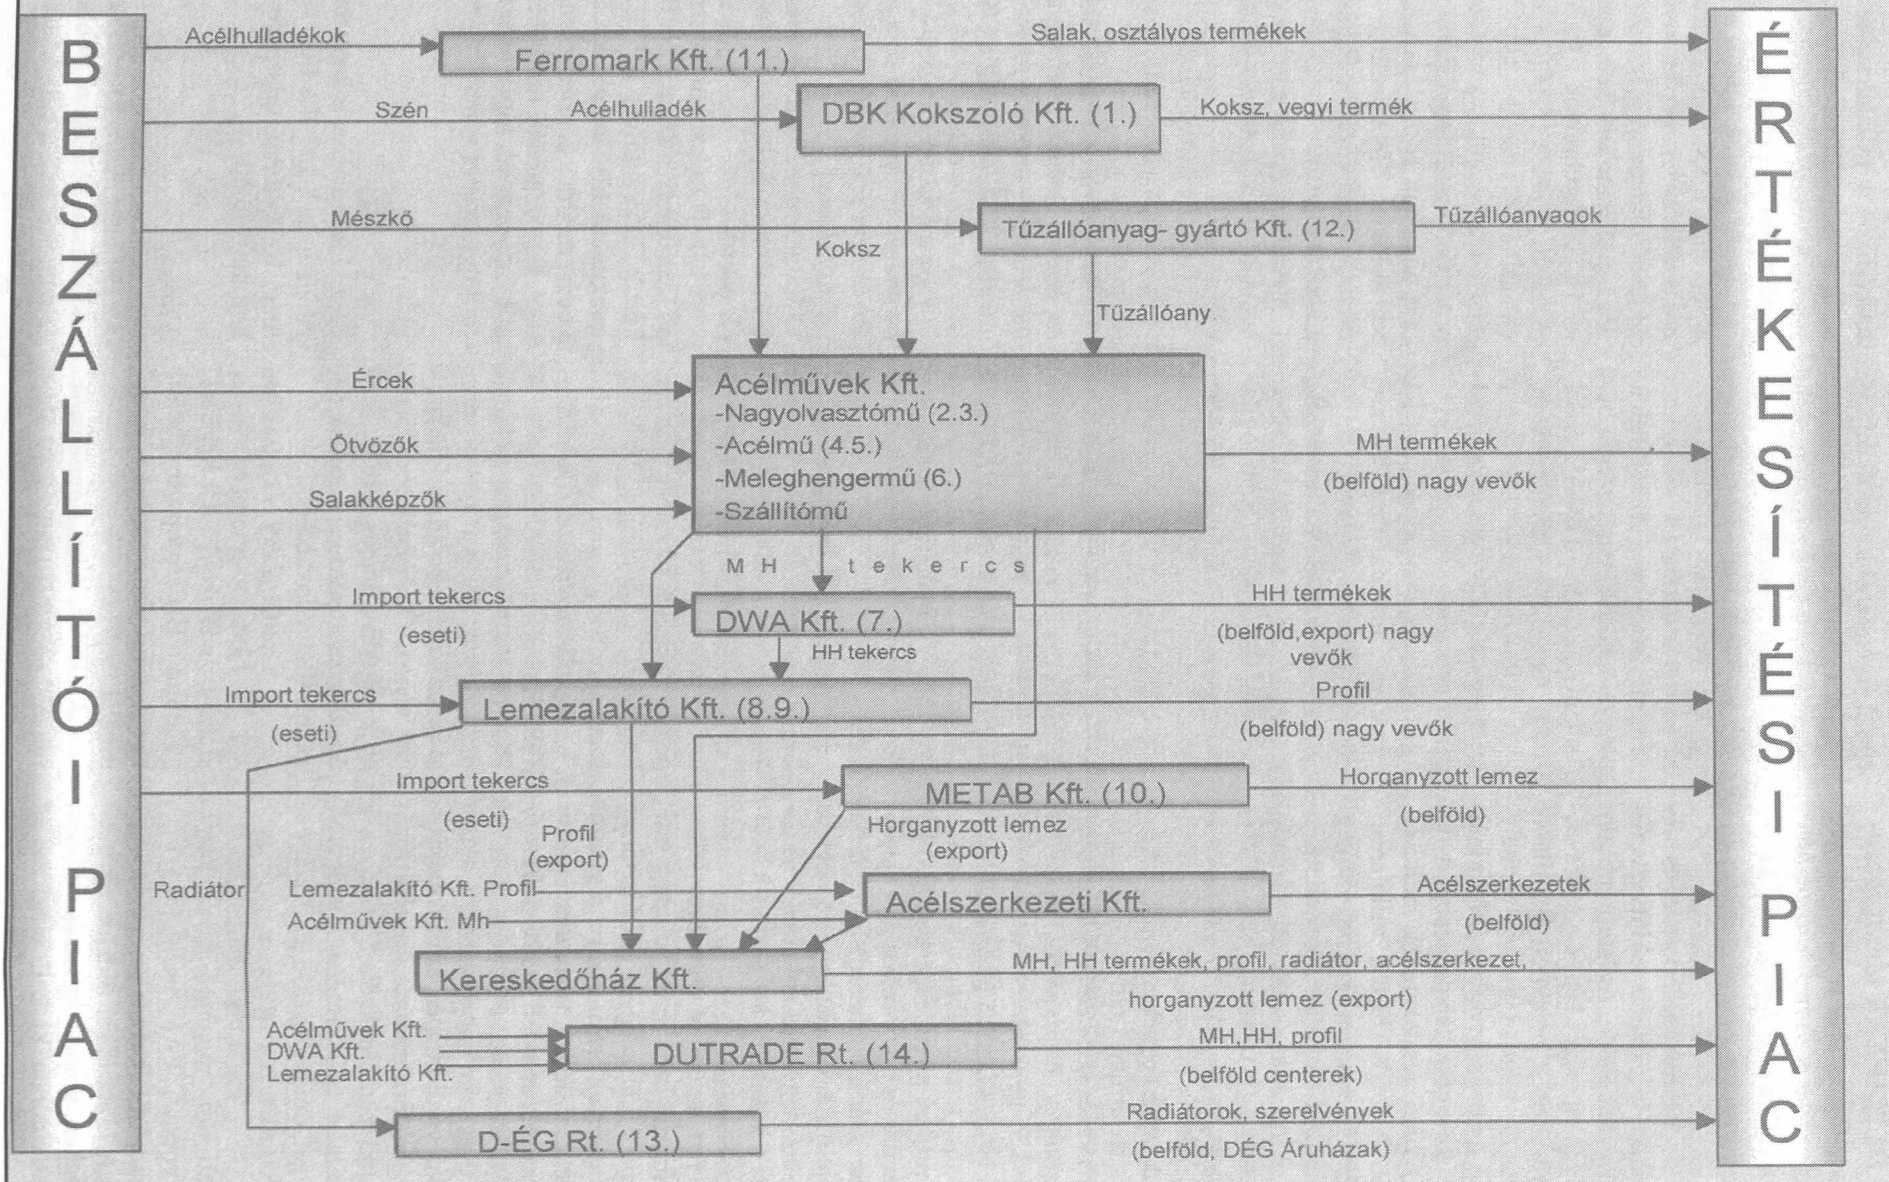 BESZÁLLÍTÓI PIAC
Acélhulladékok
Ferromark Kft. (11.)
Salak, osztályos termékek
Szén
Acélhulladék
DBK Kokszoló Kft. (1.)
Koksz, vegyi termék
Mészkő
Koksz
Tűzállóanyag- gyártó Kft. (12.)
Tűzállóanyagok
Tűzállóany
Ércek
Ötvözők
Salakképzők
Acélművek Kft.
-Nagyolvasztómű (2.3.)
-Acélmű (4.5.)
-Meleghengermű (6.)
-Szállítómű
MH termékek
(belföld) nagy vevők
MH tekercs
Import tekercs
(eseti)
DWA Kft. (7.)
HH termékek
(belföld,export) nagy
vevők
HH tekercs
Import tekercs
(eseti)
Lemezalakító Kft. (8.9.)
Profil
(belföld) nagy vevők
Import tekercs
(eseti)
METAB Kft. (10.)
Horganyzott lemez
(belföld)
Profil
(export)
Horganyzott lemez
(export)
Radiátor
Lemezalakító Kft. Profil
Acélművek Kft. Mh
Acélszerkezeti Kft.
Acélszerkezetek
(belföld)
Kereskedőház Kft.
MH, HH termékek, profil, radiátor, acélszerkezet,
horganyzott lemez (export)
Acélművek Kft.
DWA Kft.
Lemezalakító Kft.
DUTRADE Rt. (14.)
MH,HH, profil
(belföld centerek)
D-ÉG Rt. (13.)
Radiátorok, szerelvények
(belföld, DÉG Áruházak)
ÉRTÉKESÍTÉSI PIAC